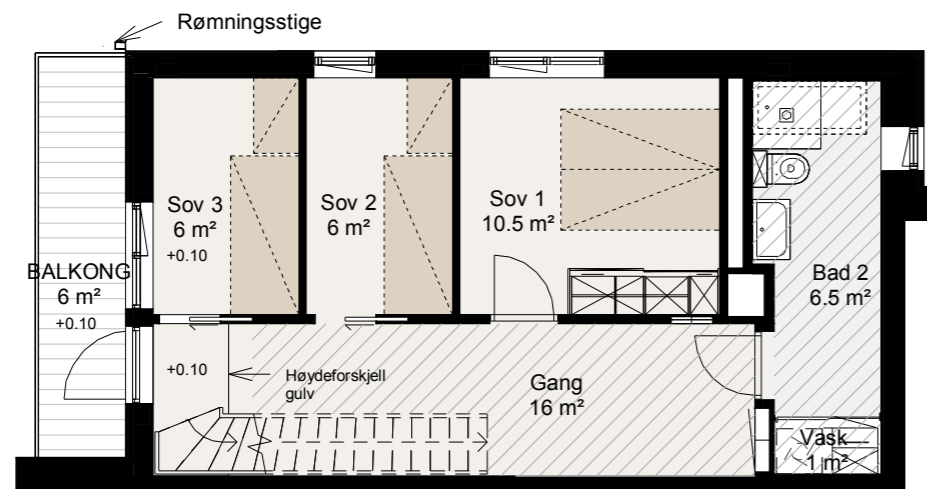 Rømningsstige
Sov 3
6 m²
+0.10
Sov 2
6 m²
Sov 1
10.5 m²
BALKONG
6 m²
+0.10
Bad 2
6.5 m²
+0.10
Høydeforskjell
gulv
Gang
16 m²
Vask
1 m²